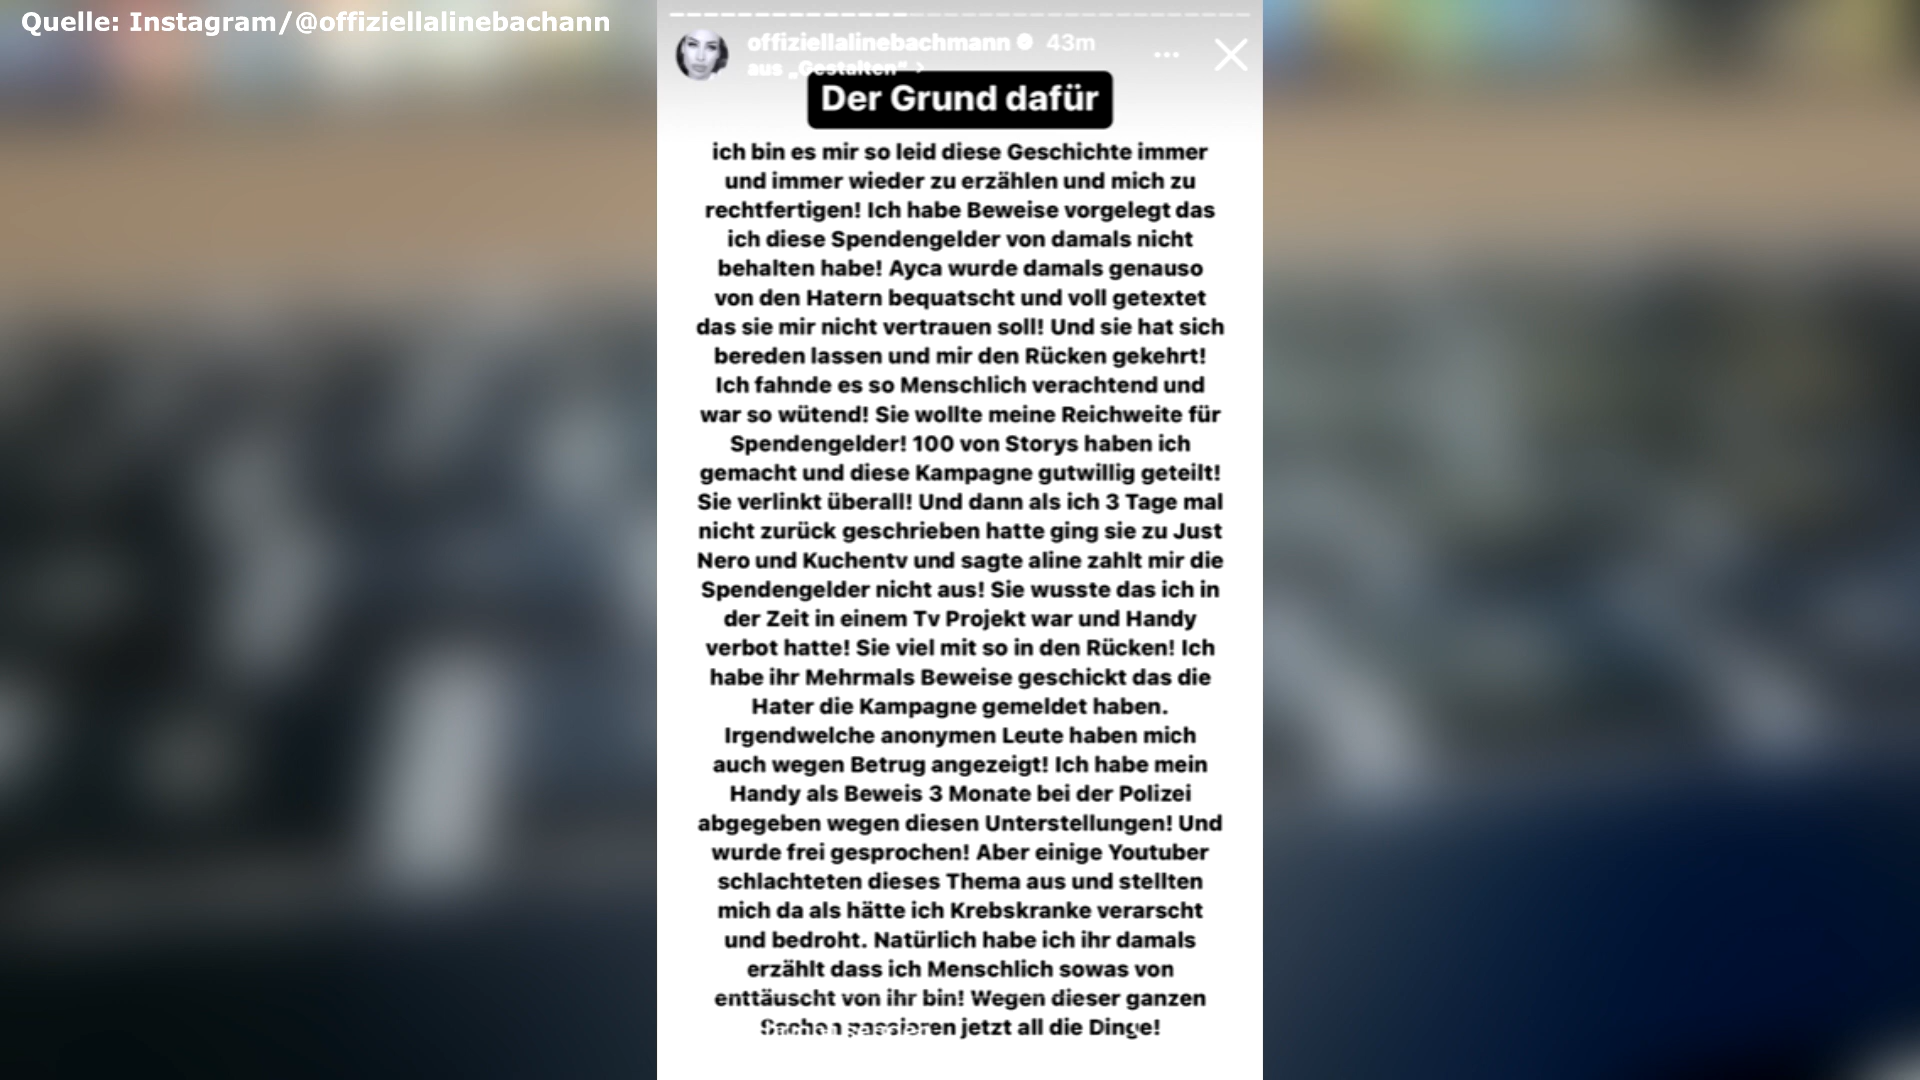 Quelle: Instagram/@offiziellalinebachann
offiziellalinebachmann 43m
aus „Gestalten“ >
Der Grund dafür
ich bin es mir so leid diese Geschichte immer
und immer wieder zu erzählen und mich zu
rechtfertigen! Ich habe Beweise vorgelegt das
ich diese Spendengelder von damals nicht
behalten habe! Ayca wurde damals genauso
von den Hatern bequatscht und voll getextet
das sie mir nicht vertrauen soll! Und sie hat sich
bereden lassen und mir den Rücken gekehrt!
Ich fahnde es so Menschlich verachtend und
war so wütend! Sie wollte meine Reichweite für
Spendengelder! 100 von Storys haben ich
gemacht und diese Kampagne gutwillig geteilt!
Sie verlinkt überall! Und dann als ich 3 Tage mal
nicht zurück geschrieben hatte ging sie zu Just
Nero und Kuchentv und sagte aline zahlt mir die
Spendengelder nicht aus! Sie wusste das ich in
der Zeit in einem Tv Projekt war und Handy
verbot hatte! Sie viel mit so in den Rücken! Ich
habe ihr Mehrmals Beweise geschickt das die
Hater die Kampagne gemeldet haben.
Irgendwelche anonymen Leute haben mich
auch wegen Betrug angezeigt! Ich habe mein
Handy als Beweis 3 Monate bei der Polizei
abgegeben wegen diesen Unterstellungen! Und
wurde frei gesprochen! Aber einige Youtuber
schlachteten dieses Thema aus und stellten
mich da als hätte ich Krebskranke verarscht
und bedroht. Natürlich habe ich ihr damals
erzählt dass ich Menschlich sowas von
enttäuscht von ihr bin! Wegen dieser ganzen
Sachen passieren jetzt all die Dinge!